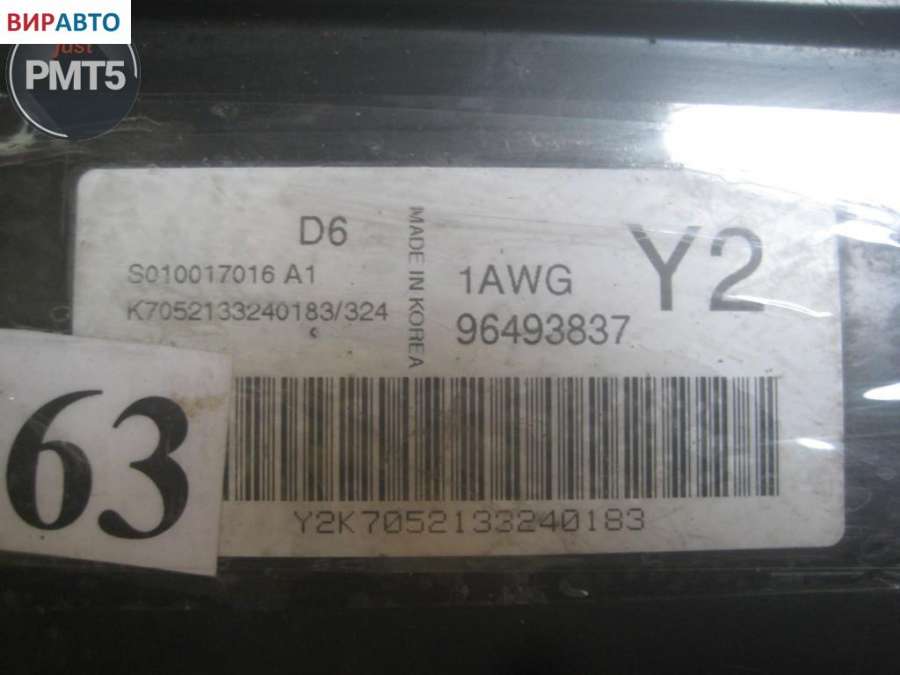 ВИРАВТО
just
PMT5
D6
S010017016 A1
K7052133240183/324
MADE IN KOREA
1AWG
96493837
Y2
63
Y2K7052133240183